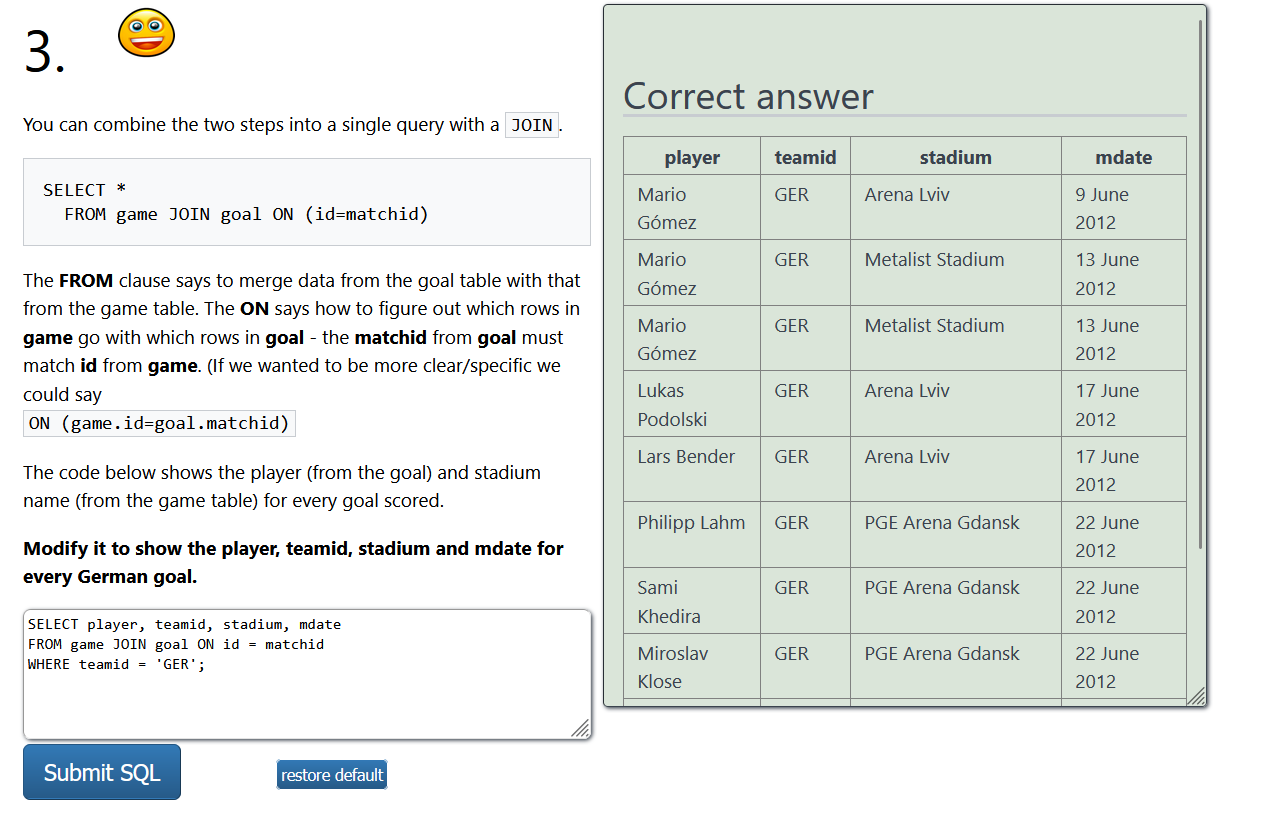 3.
You can combine the two steps into a single query with a JOIN.
SELECT *
FROM game JOIN goal ON (id=matchid)
The FROM clause says to merge data from the goal table with that
from the game table. The ON says how to figure out which rows in
game go with which rows in goal - the matchid from goal must
match id from game. (If we wanted to be more clear/specific we
could say
ON (game.id=goal.matchid)
The code below shows the player (from the goal) and stadium
name (from the game table) for every goal scored.
Modify it to show the player, teamid, stadium and mdate for
every German goal.
SELECT player, teamid, stadium, mdate
FROM game JOIN goal ON id = matchid
WHERE teamid = 'GER';
Submit SQL
restore default
Correct answer
player teamid stadium mdate
Mario GER Arena Lviv 9 June
Gómez 2012
Mario GER Metalist Stadium 13 June
Gómez 2012
Mario GER Metalist Stadium 13 June
Gómez 2012
Lukas GER Arena Lviv 17 June
Podolski 2012
Lars Bender GER Arena Lviv 17 June
2012
Philipp Lahm GER PGE Arena Gdansk 22 June
2012
Sami GER PGE Arena Gdansk 22 June
Khedira 2012
Miroslav GER PGE Arena Gdansk 22 June
Klose 2012